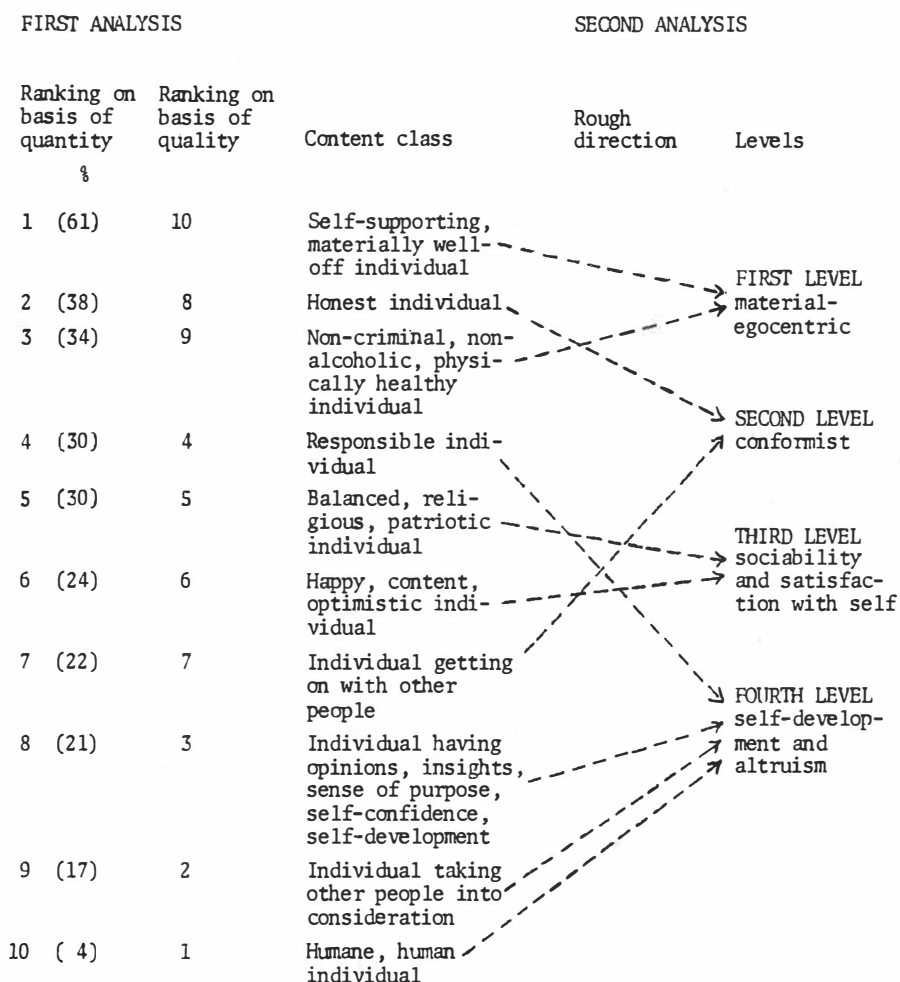 FIRST ANALYSIS SECOND ANALYSIS
Ranking on Ranking on
basis of basis of Rough
quantity quality Content class direction Levels
%
1 (61) 10 Self-supporting,
materially well-
off individual
FIRST LEVEL
2 (38) 8 Honest individual material-
egocentric
3 (34) 9 Non-criminal, non-
alcoholic, physi-
cally healthy
individual
SECOND LEVEL
4 (30) 4 Responsible indi- conformist
vidual
5 (30) 5 Balanced, reli-
gious, patriotic
individual
THIRD LEVEL
sociability
6 (24) 6 Happy, content, and satisfac-
optimistic indi- tion with self
vidual
7 (22) 7 Individual getting
on with other
people
FOURTH LEVEL
self-develop-
8 (21) 3 Individual having ment and
opinions, insights, altruism
sense of purpose,
self-confidence,
self-development
9 (17) 2 Individual taking
other people into
consideration
10 ( 4) 1 Humane, human
individual